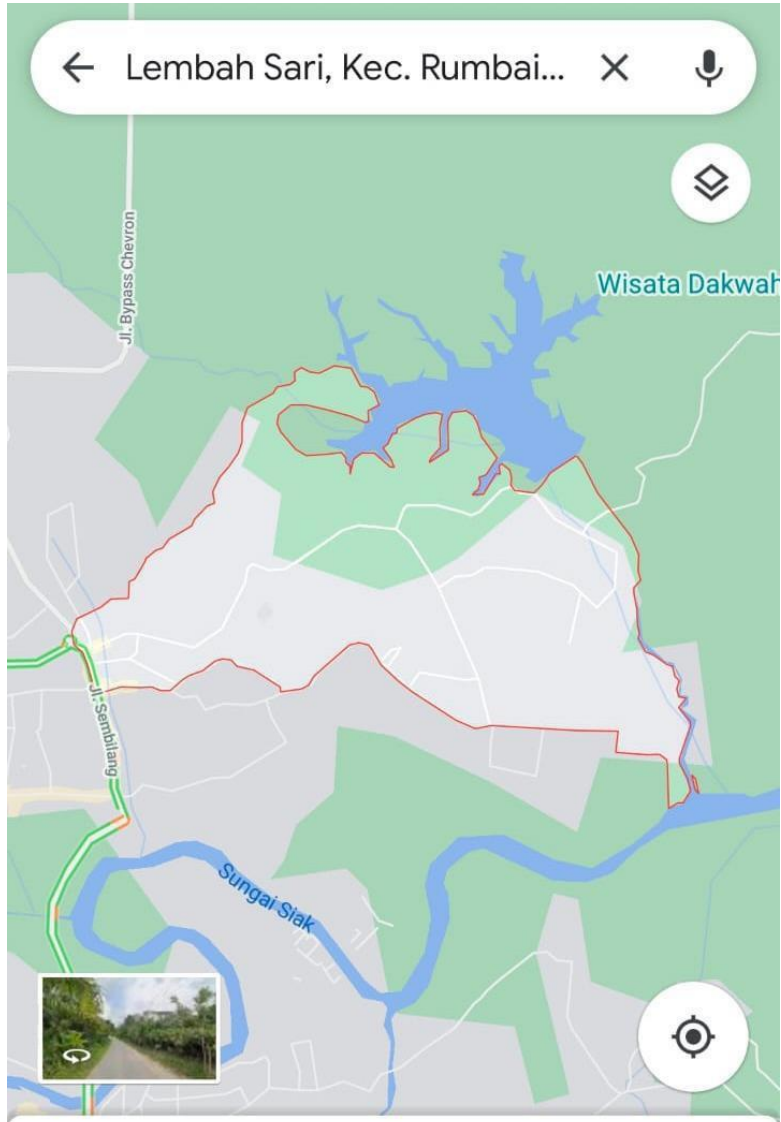 Lembah Sari, Kec. Rumbai...
Jl. Bypass Chevron
Wisata Dakwah
Jl. Sembilang
Sungai Siak